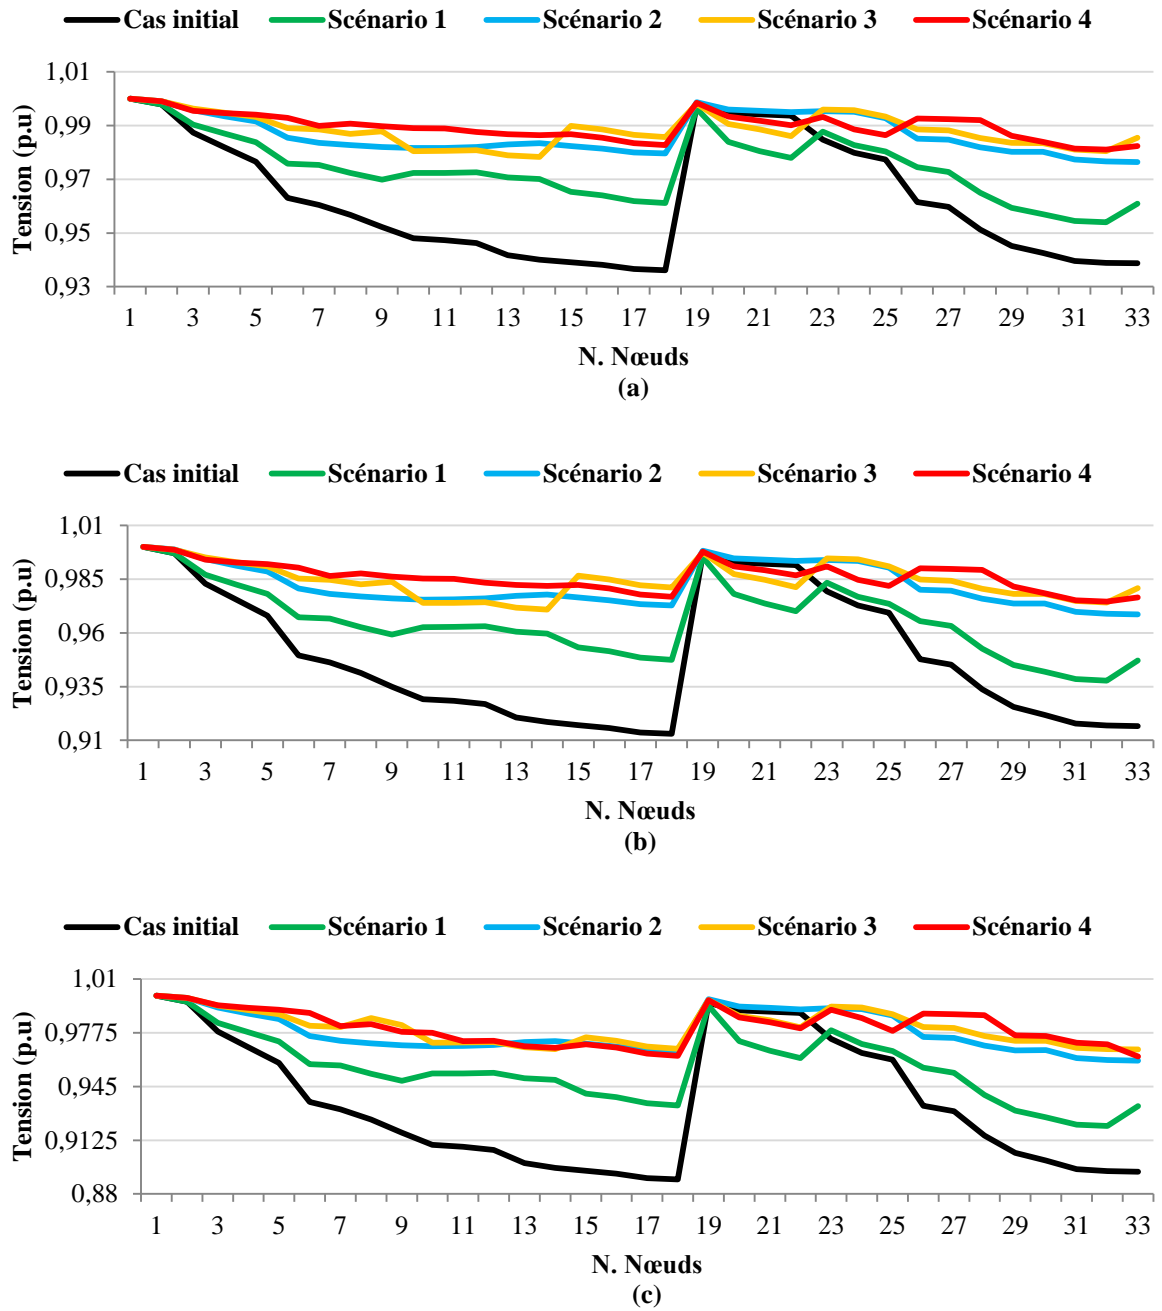 Cas initial Scénario 1 Scénario 2 Scénario 3 Scénario 4
Tension (p.u)
1,01
0,99
0,97
0,95
0,93
1 3 5 7 9 11 13 15 17 19 21 23 25 27 29 31 33
N. Nœuds
(a)
Cas initial Scénario 1 Scénario 2 Scénario 3 Scénario 4
Tension (p.u)
1,01
0,985
0,96
0,935
0,91
1 3 5 7 9 11 13 15 17 19 21 23 25 27 29 31 33
N. Nœuds
(b)
Cas initial Scénario 1 Scénario 2 Scénario 3 Scénario 4
Tension (p.u)
1,01
0,9775
0,945
0,9125
0,88
1 3 5 7 9 11 13 15 17 19 21 23 25 27 29 31 33
N. Nœuds
(c)